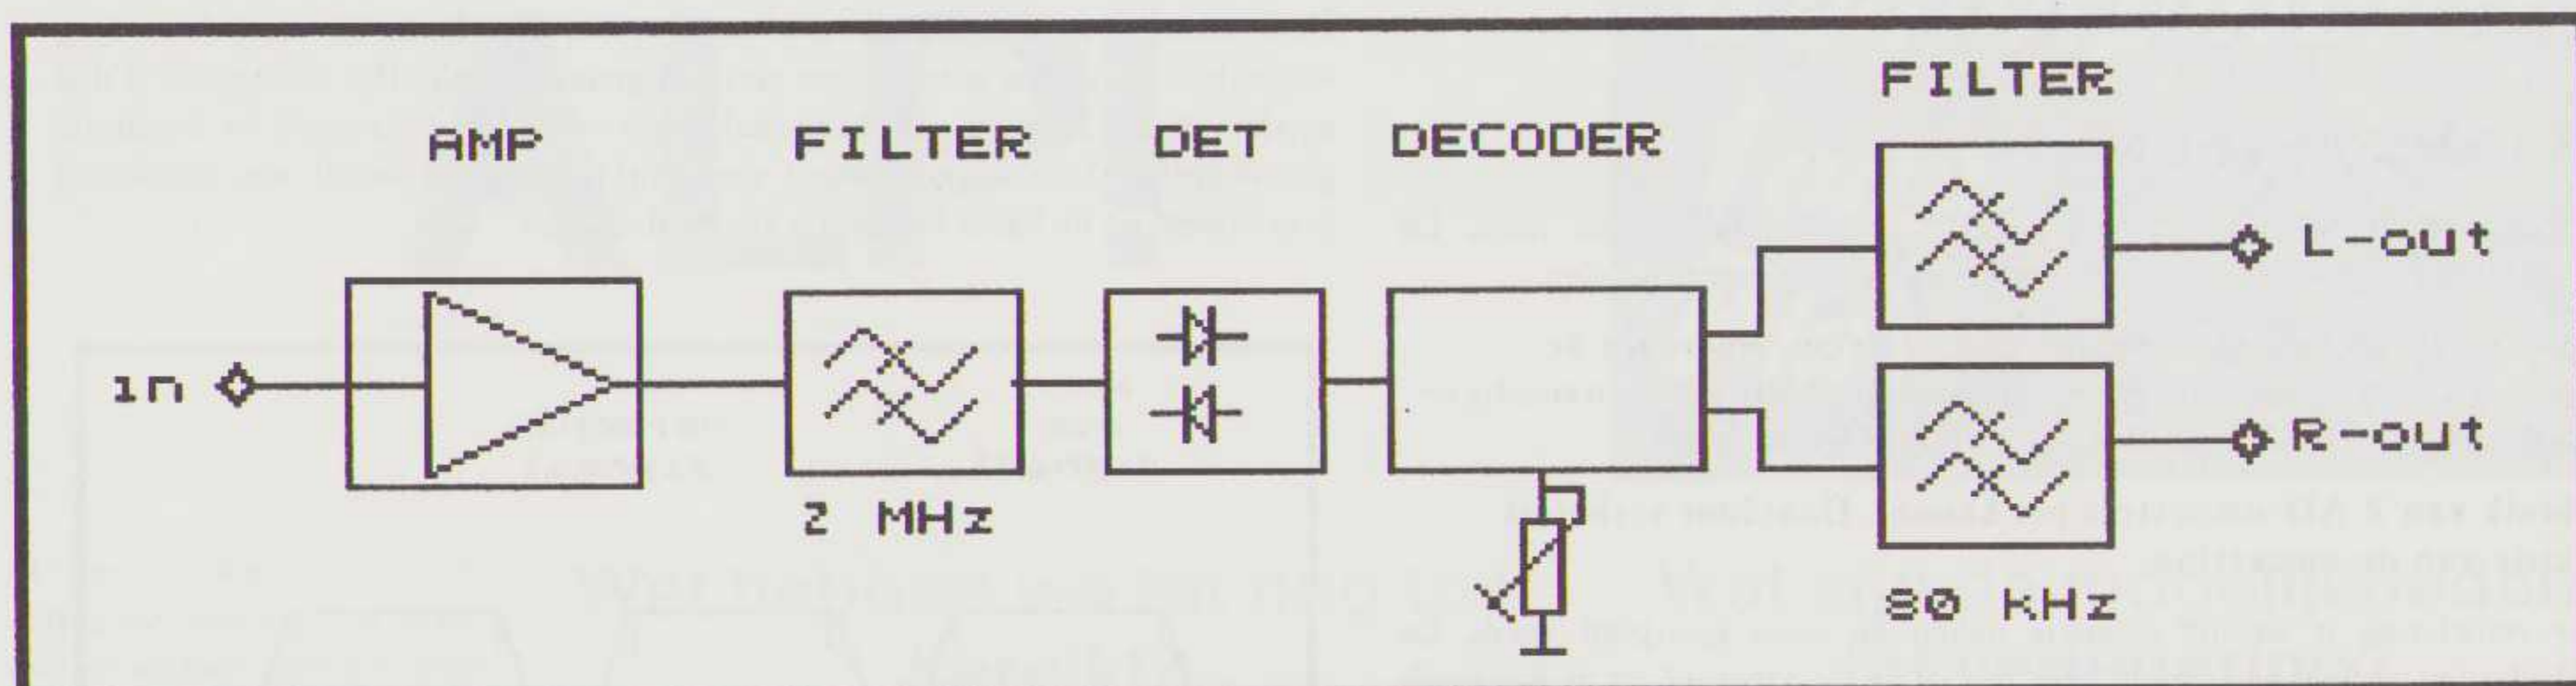 FILTER
AMP FILTER DET DECODER
L-out
in
R-out
2 MHz
80 KHz